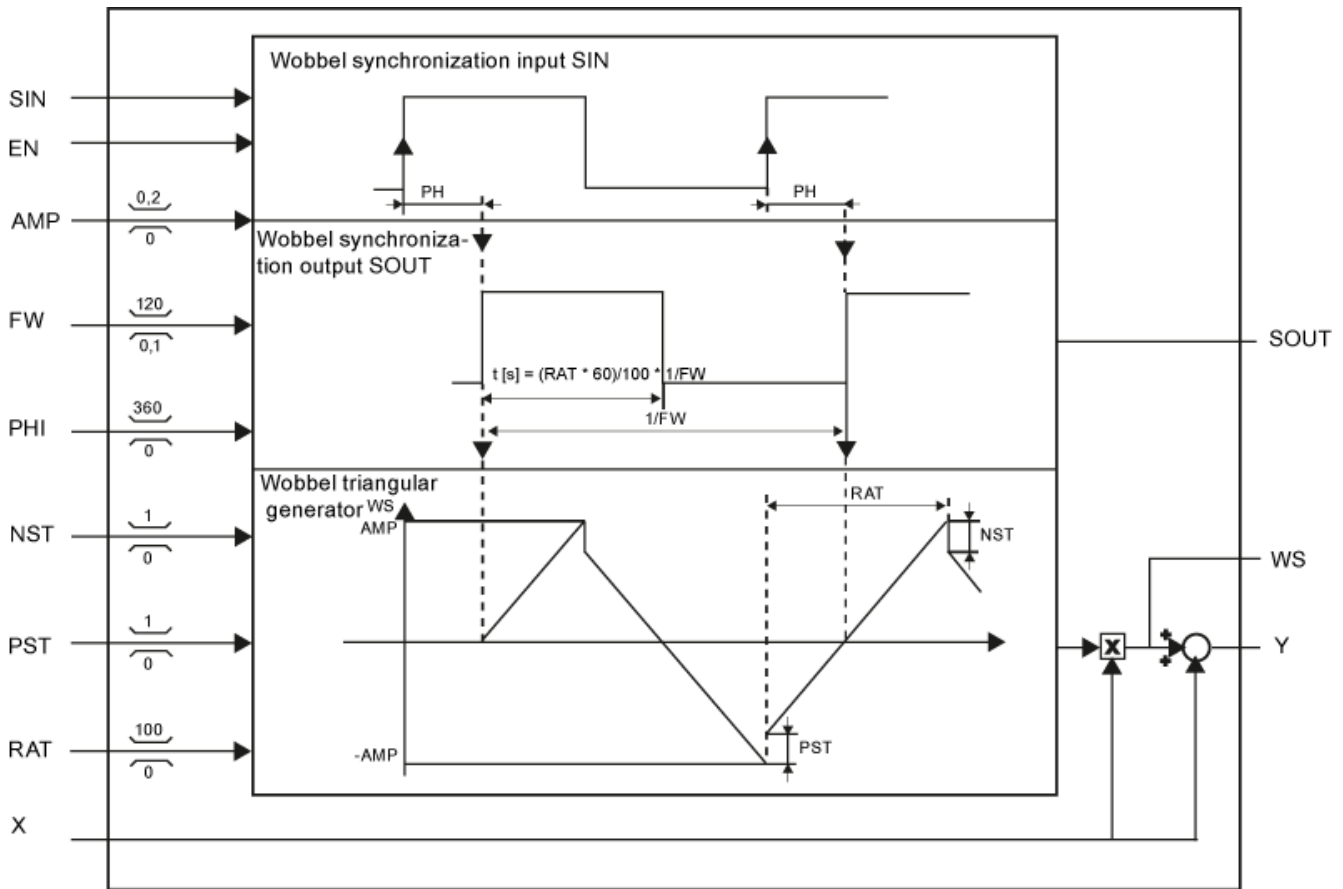 Wobbel synchronization input SIN
SIN
EN
PH
PH
AMP
0,2
0
Wobbel synchroniza-
tion output SOUT
FW
120
0,1
SOUT
t [s] = (RAT * 60)/100 * 1/FW
1/FW
PHI
360
0
Wobbel triangular
generator
WS
AMP
RAT
NST
NST
1
0
WS
PST
1
0
X
+
+
Y
RAT
100
0
-AMP
PST
X